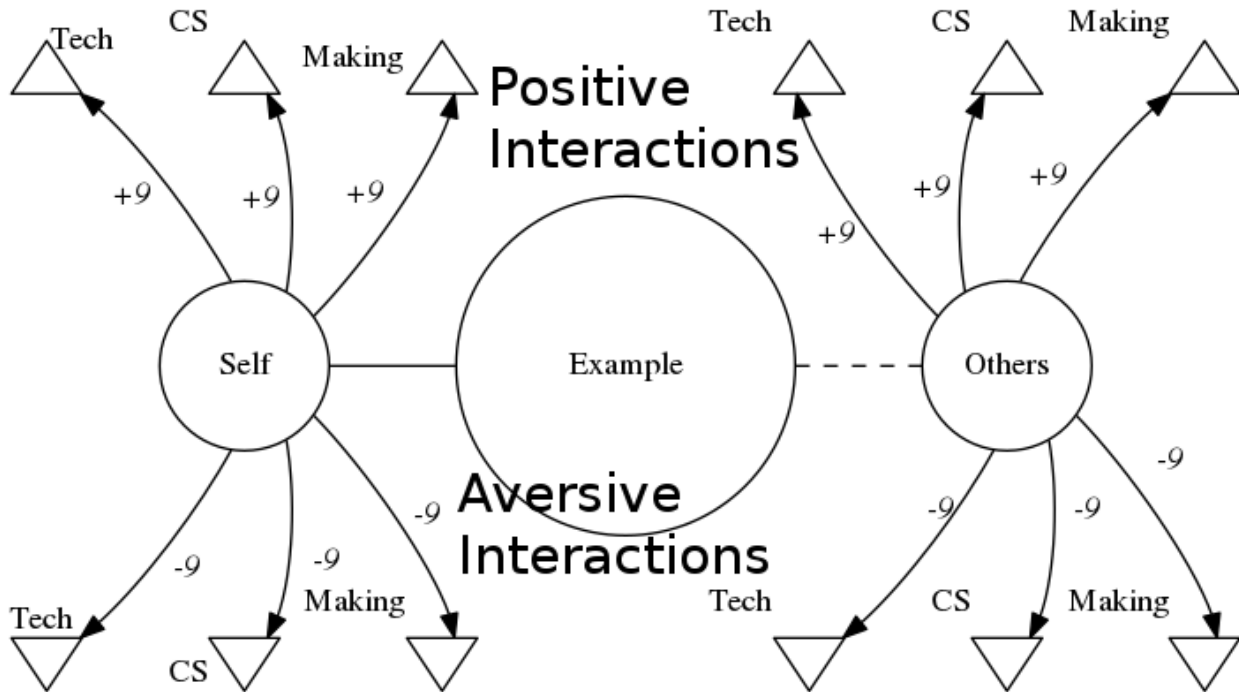 Tech
CS
Making
Tech
CS
Making
Positive
Interactions
+9
+9
+9
+9
+9
+9
Self
Example
Others
Aversive
Interactions
-9
-9
-9
-9
-9
-9
Tech
CS
Making
Tech
CS
Making